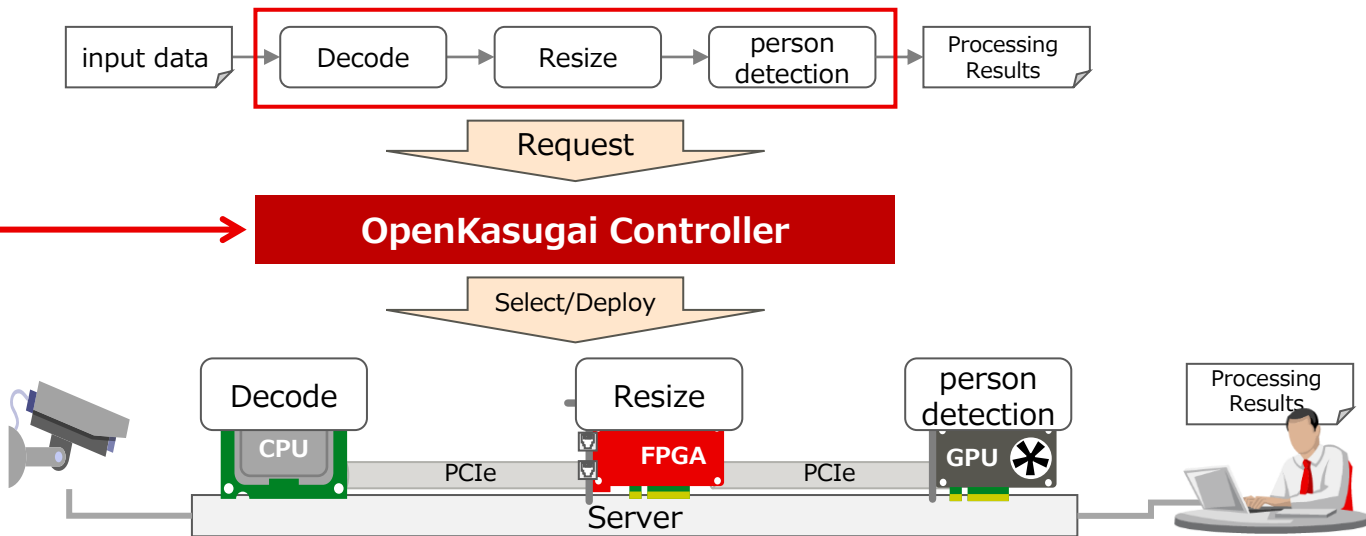 input data
Decode
Resize
person
detection
Processing
Results
Request
OpenKasugai Controller
Select/Deploy
Decode
Resize
person
detection
Processing
Results
CPU
PCIe
FPGA
PCIe
GPU
Server